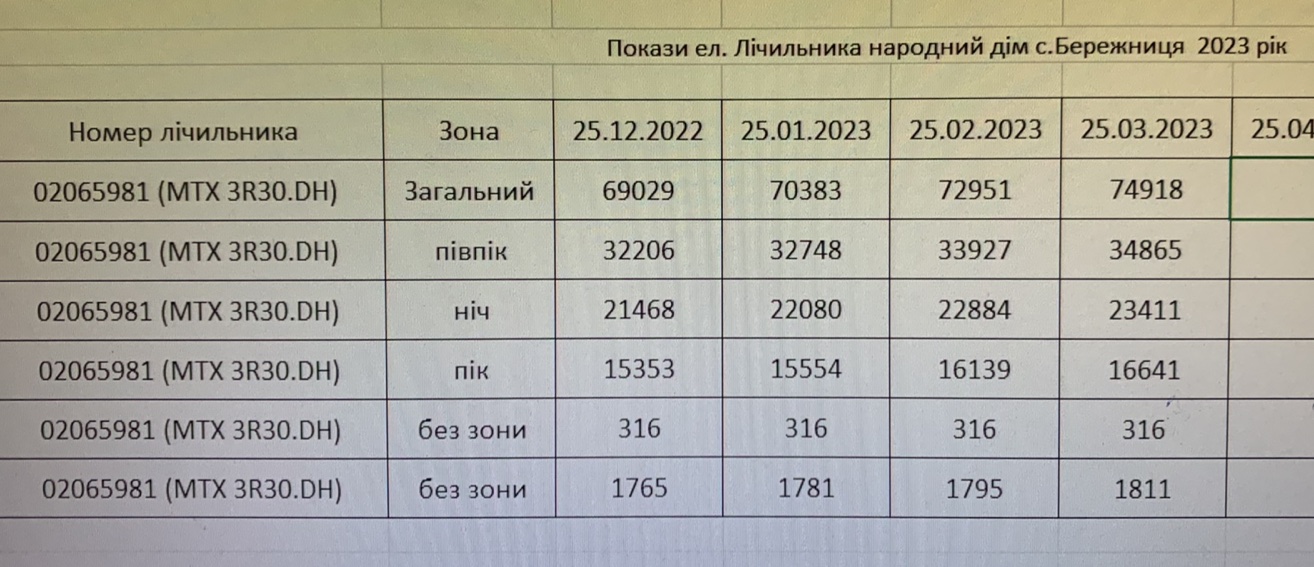 Покази ел. Лічильника народний дім с.Бережниця 2023 рік
Номер лічильника Зона 25.12.2022 25.01.2023 25.02.2023 25.03.2023 25.04
02065981 (MTX 3R30.DH) Загальний 69029 70383 72951 74918
02065981 (MTX 3R30.DH) півпік 32206 32748 33927 34865
02065981 (MTX 3R30.DH) ніч 21468 22080 22884 23411
02065981 (MTX 3R30.DH) пік 15353 15554 16139 16641
02065981 (MTX 3R30.DH) без зони 316 316 316 316
02065981 (MTX 3R30.DH) без зони 1765 1781 1795 1811